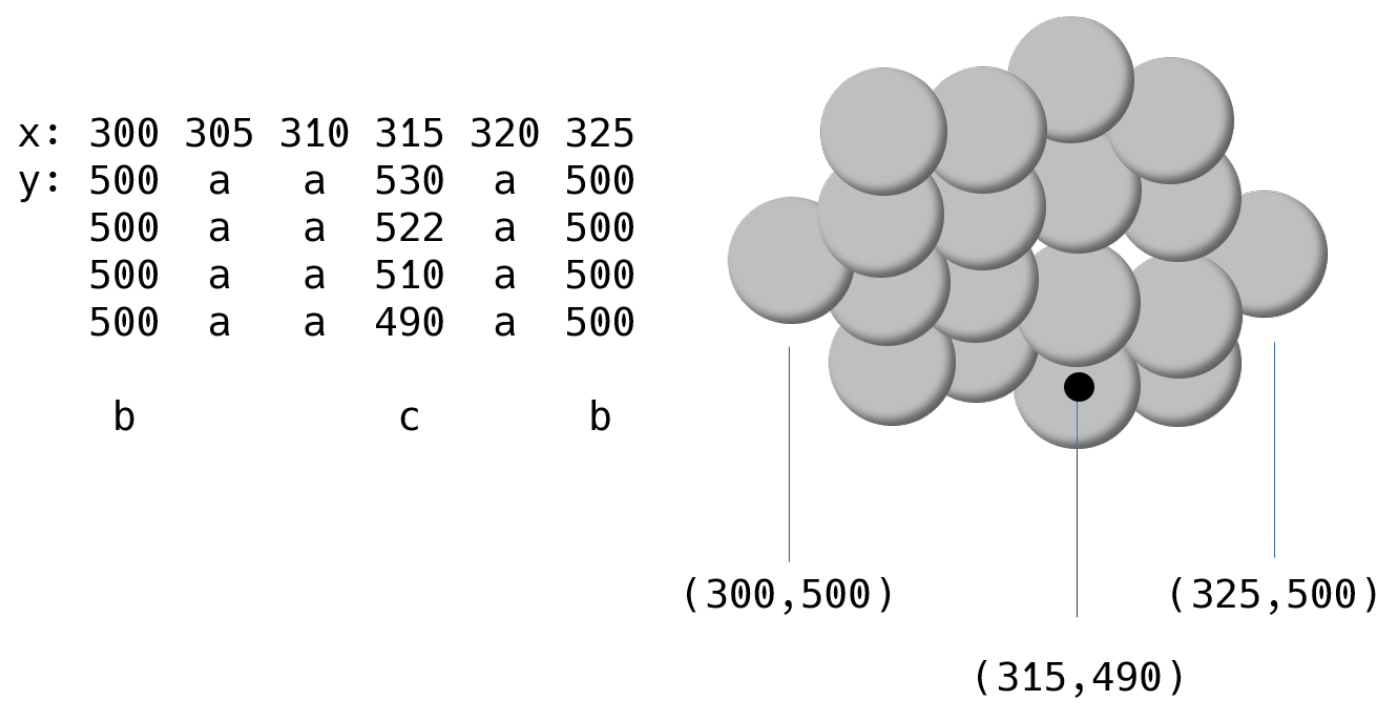 x: 300 305 310 315 320 325
y: 500 a a 530 a 500
500 a a 522 a 500
500 a a 510 a 500
500 a a 490 a 500
b c b
(300,500)
(325,500)
(315,490)